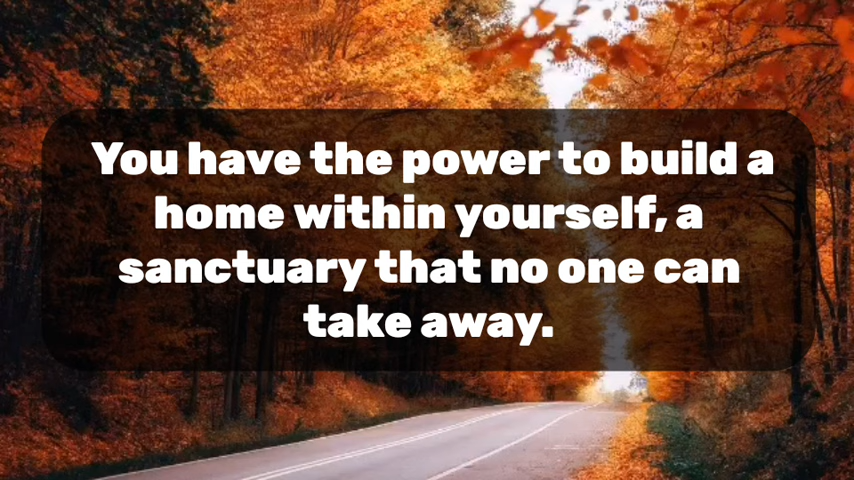 You have the power to build a
home within yourself, a
sanctuary that no one can
take away.